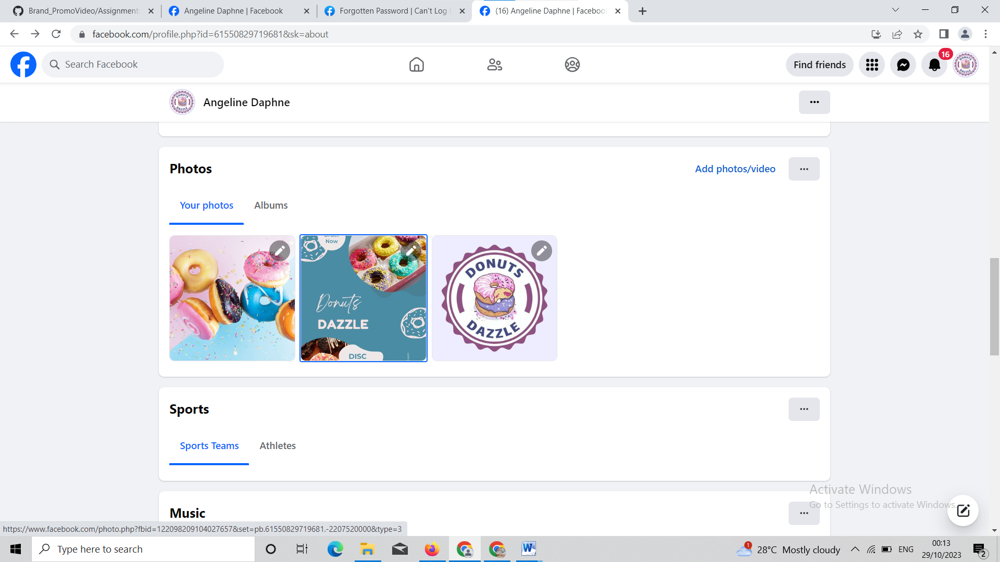 Brand_PromoVideo/Assignment
Angeline Daphne | Facebook
Forgotten Password | Can't Log I
(16) Angeline Daphne | Facebook
facebook.com/profile.php?id=61550829719681&sk=about
Search Facebook
Find friends
16
Angeline Daphne
Photos
Add photos/video
Your photos
Albums
Order
Now
Donuts
DAZZLE
DISC
DONUTS
DAZZLE
Sports
Sports Teams
Athletes
Music
Activate Windows
Go to Settings to activate Windows.
https://www.facebook.com/photo.php?fbid=122098209104027657&set=pb.61550829719681.-2207520000&type=3
Type here to search
1
28°C Mostly cloudy
ENG
00:13
29/10/2023
2